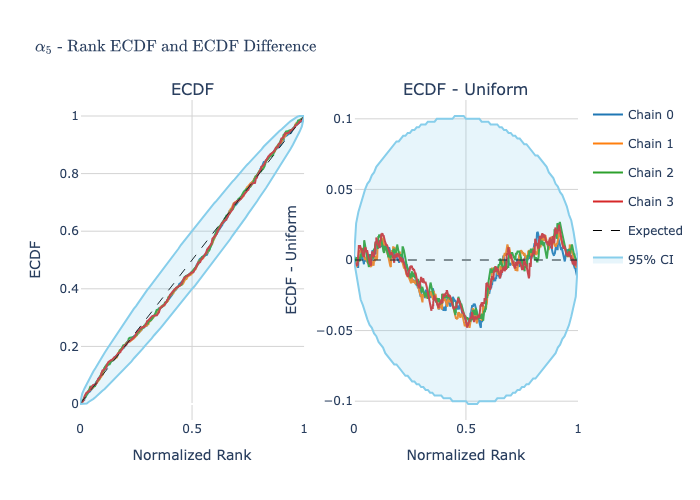 α₅ - Rank ECDF and ECDF Difference
ECDF
ECDF - Uniform
1
0.8
0.6
0.4
0.2
0
ECDF
0
0.5
1
Normalized Rank
0.1
0.05
0
−0.05
−0.1
ECDF - Uniform
0
0.5
1
Normalized Rank
Chain 0
Chain 1
Chain 2
Chain 3
Expected
95% CI